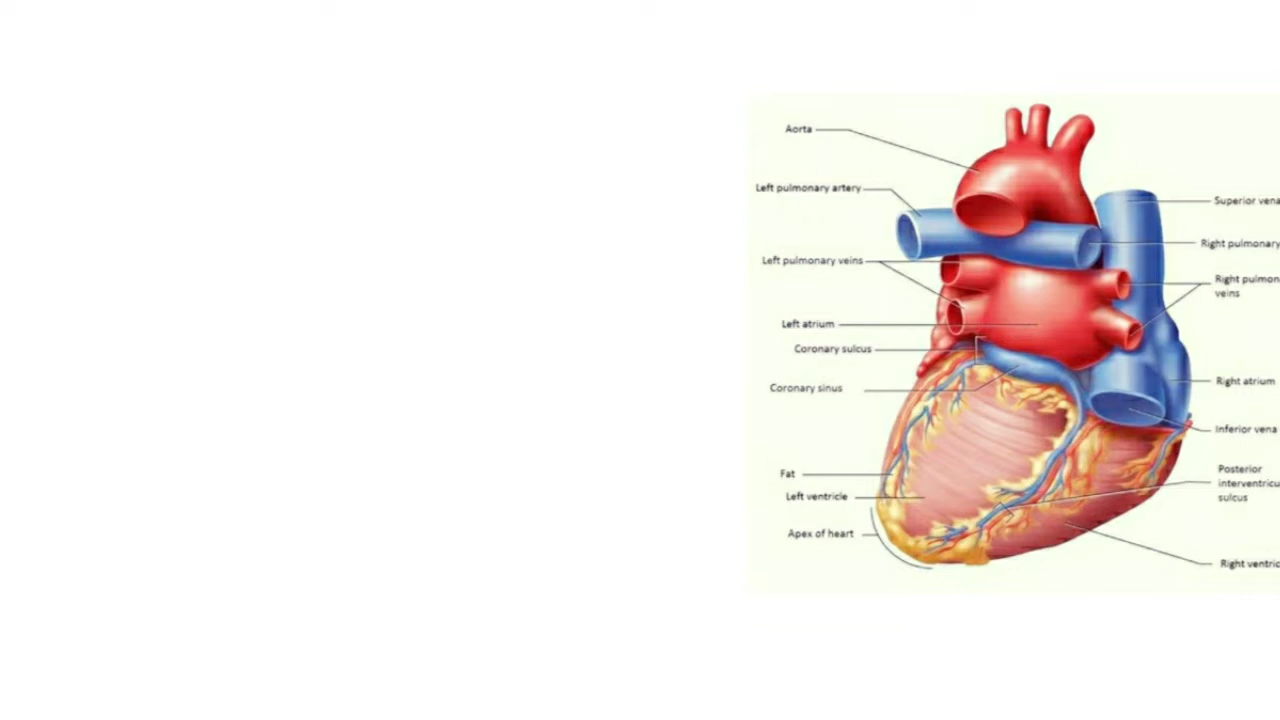 Aorta
Left pulmonary artery
Left pulmonary veins
Left atrium
Coronary sulcus
Coronary sinus
Fat
Left ventricle
Apex of heart
Superior vena
Right pulmonary
Right pulmon
veins
Right atrium
Inferior vena
Posterior
interventricu
sulcus
Right ventric